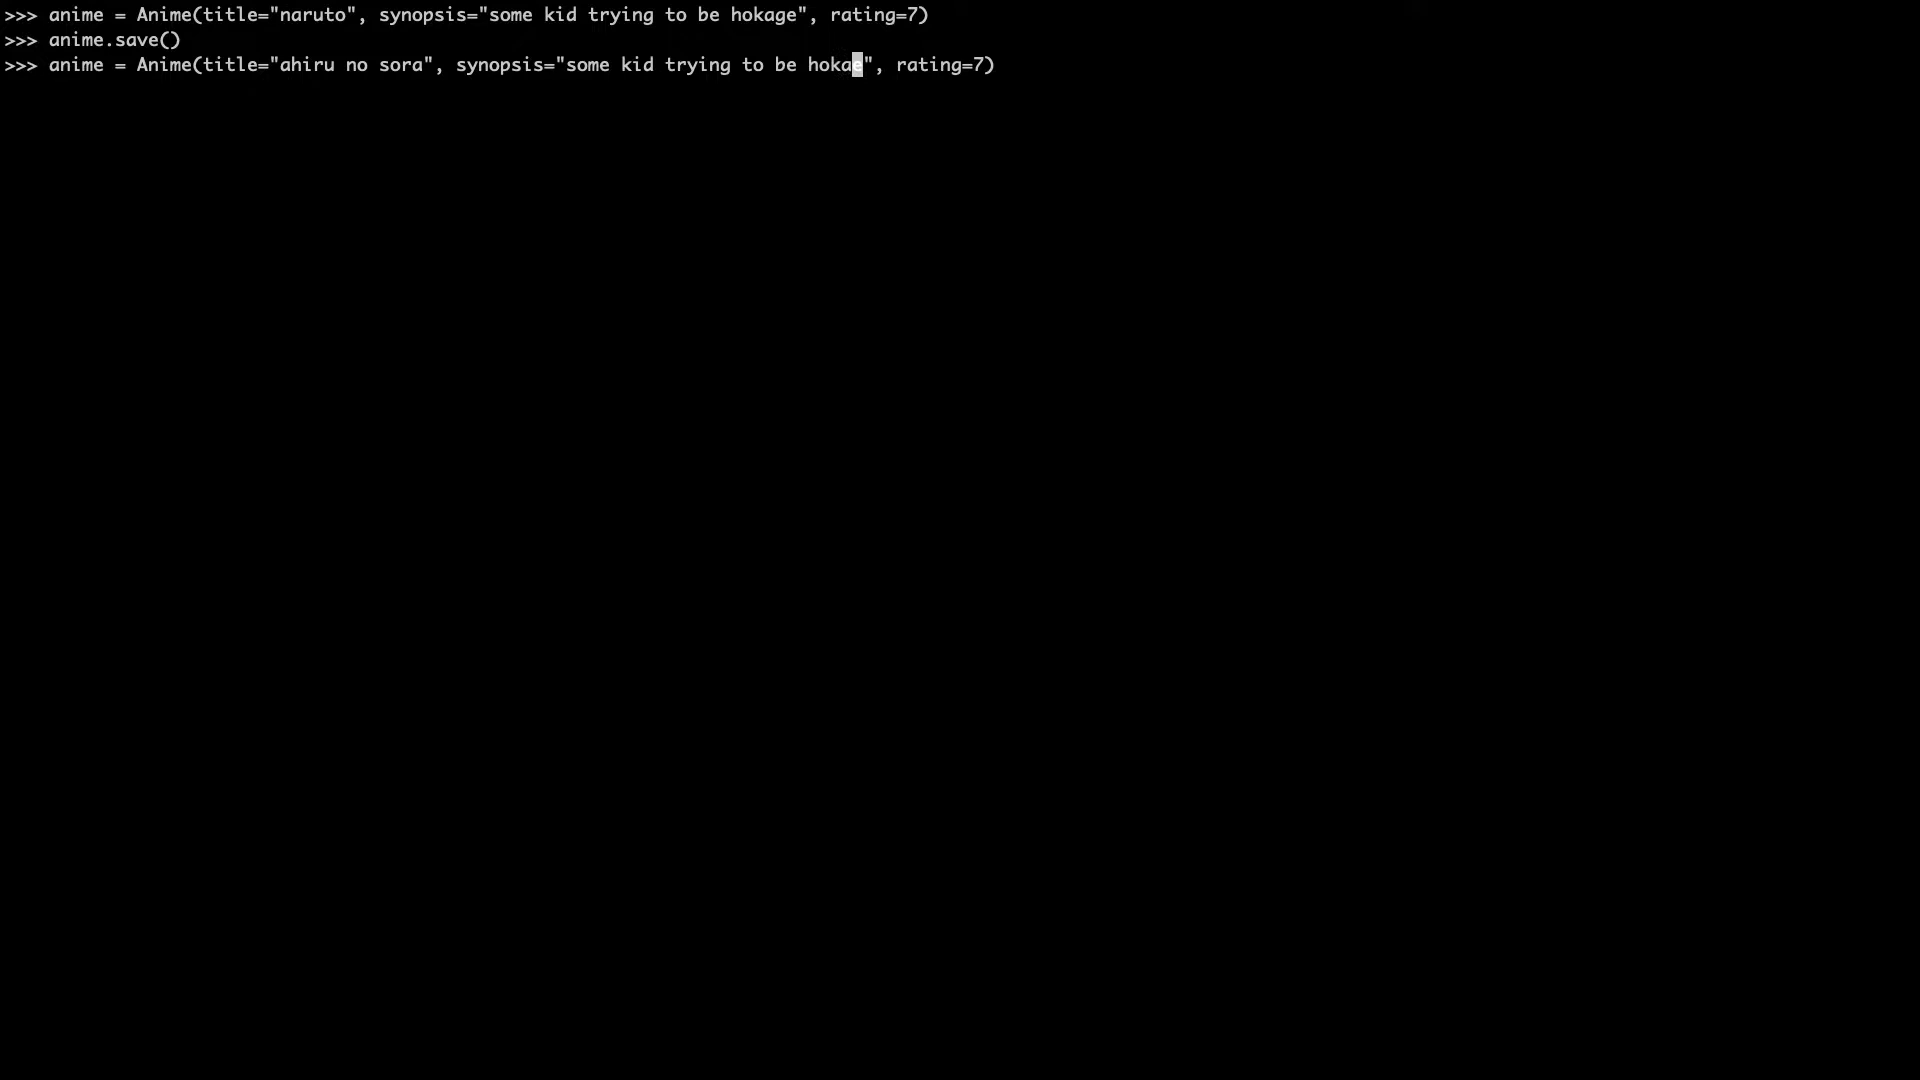 >>> anime = Anime(title="naruto", synopsis="some kid trying to be hokage", rating=7)
>>> anime.save()
>>> anime = Anime(title="ahiru no sora", synopsis="some kid trying to be hokae", rating=7)